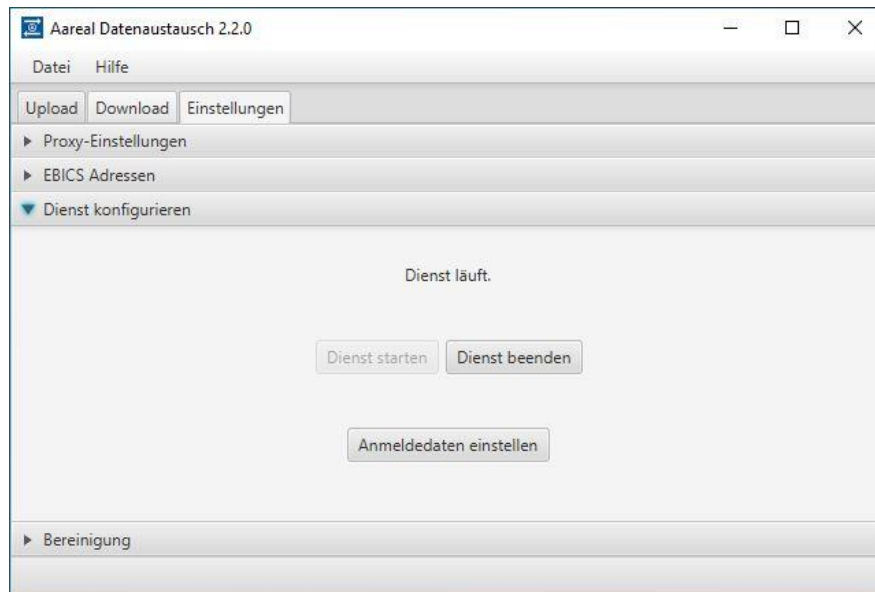 Aareal Datenaustausch 2.2.0
Datei Hilfe
Upload Download Einstellungen
Proxy-Einstellungen
EBICS Adressen
Dienst konfigurieren
Dienst läuft.
Dienst starten Dienst beenden
Anmeldedaten einstellen
Bereinigung